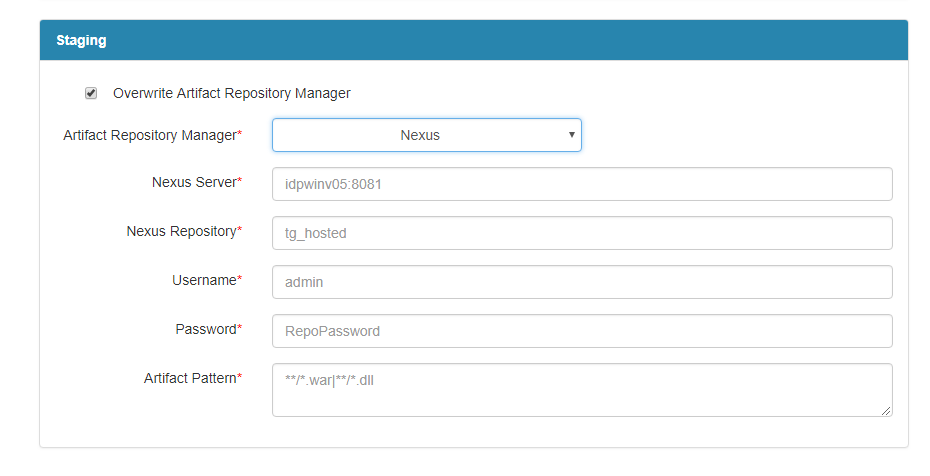 Staging
Overwrite Artifact Repository Manager
Artifact Repository Manager* Nexus
Nexus Server* idpwinv05:8081
Nexus Repository* tg_hosted
Username* admin
Password* RepoPassword
Artifact Pattern* **/*.war|**/*.dll